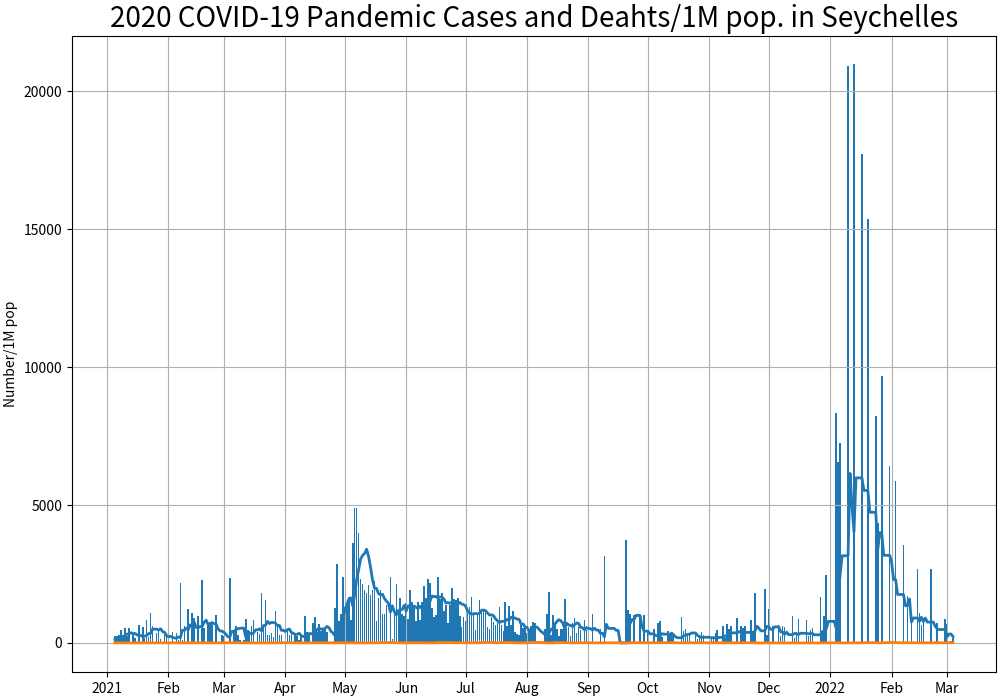 2020 COVID-19 Pandemic Cases and Deahts/1M pop. in Seychelles
Number/1M pop
20000
15000
10000
5000
0
2021 Feb Mar Apr May Jun Jul Aug Sep Oct Nov Dec 2022 Feb Mar